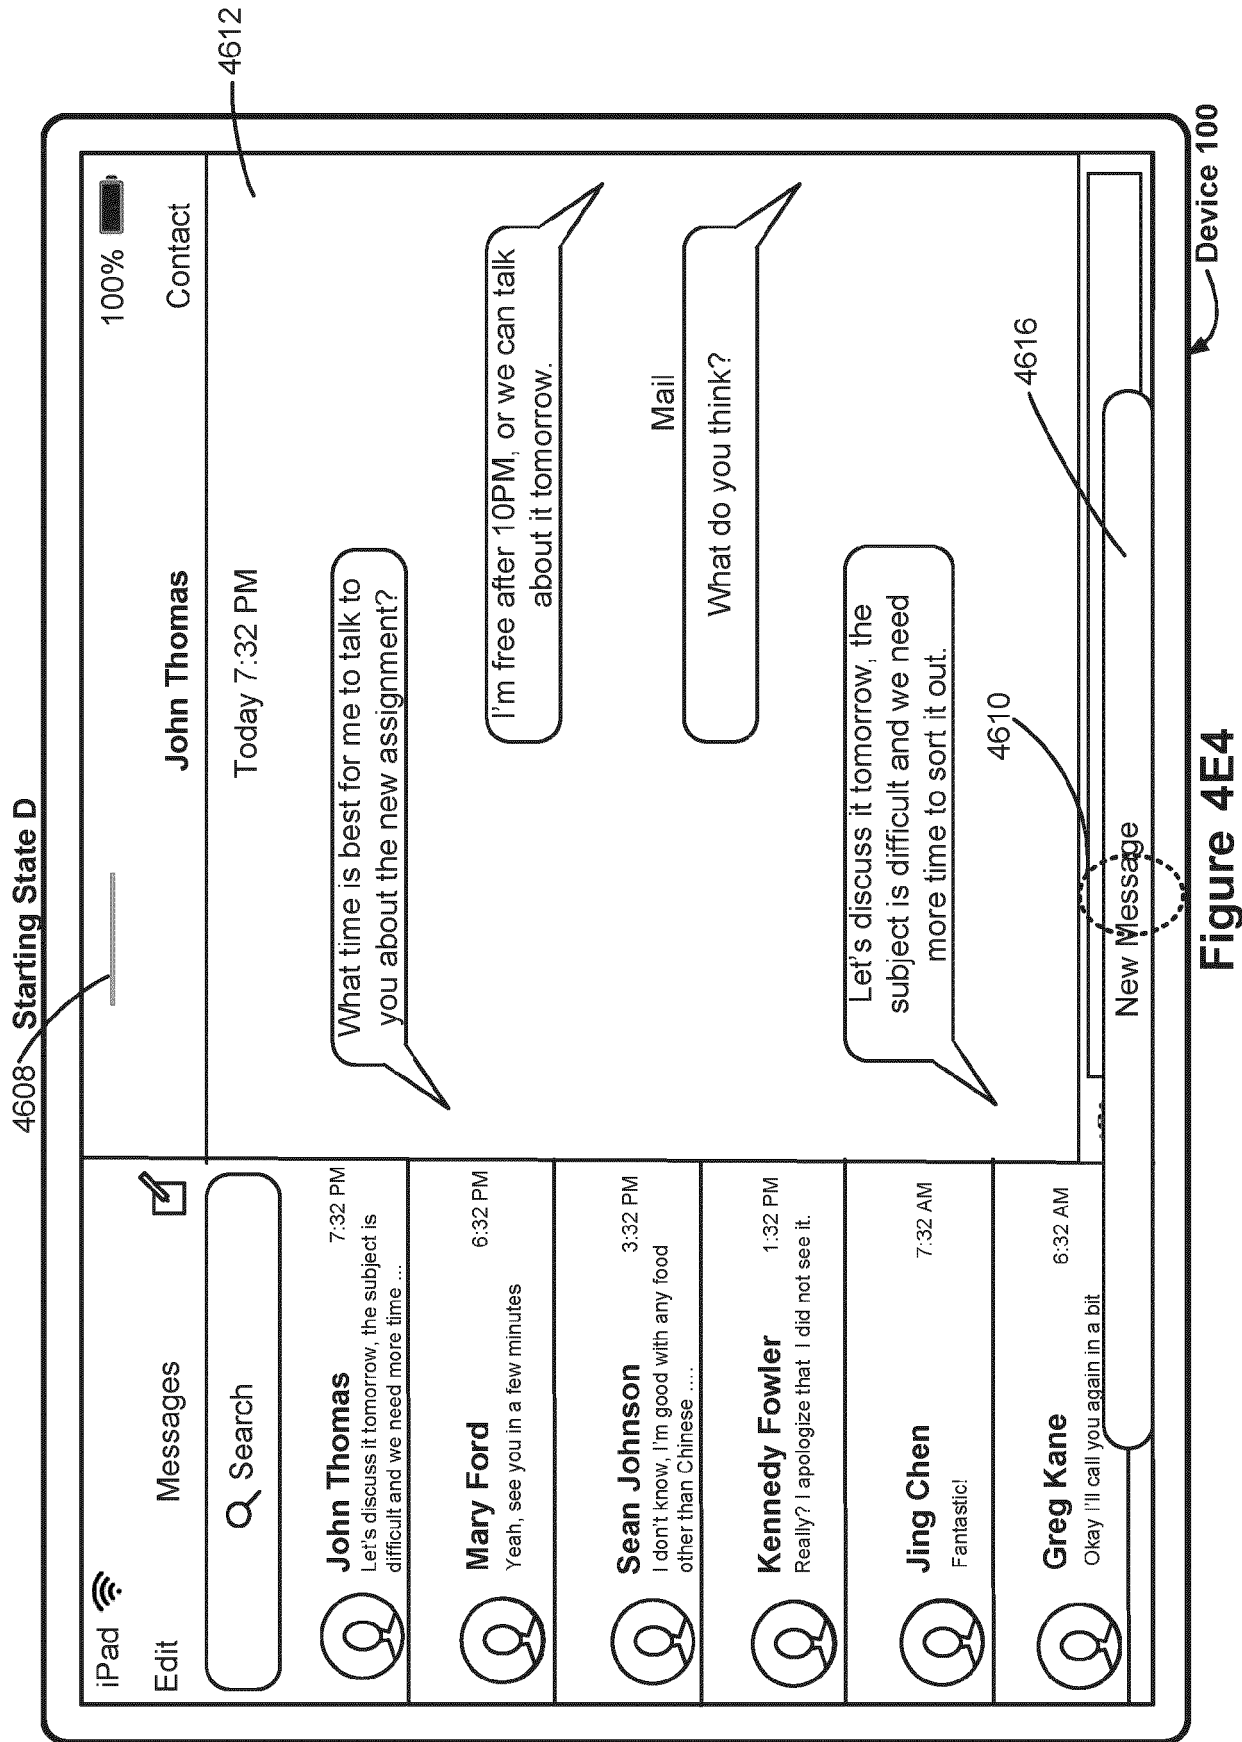 4608 Starting State D
4612
iPad
100%
Edit
Messages
John Thomas
Contact
Search
Today 7:32 PM
John Thomas
7:32 PM
Let's discuss it tomorrow, the subject is
difficult and we need more time ...
Mary Ford
6:32 PM
Yeah, see you in a few minutes
Sean Johnson
3:32 PM
I don't know, I'm good with any food
other than Chinese ....
Kennedy Fowler
1:32 PM
Really? I apologize that I did not see it.
Jing Chen
7:32 AM
Fantastic!
Greg Kane
6:32 AM
Okay I'll call you again in a bit
What time is best for me to talk to
you about the new assignment?
I'm free after 10PM, or we can talk
about it tomorrow.
Mail
What do you think?
Let's discuss it tomorrow, the
subject is difficult and we need
more time to sort it out.
4610
4616
New Message
Device 100
Figure 4E4